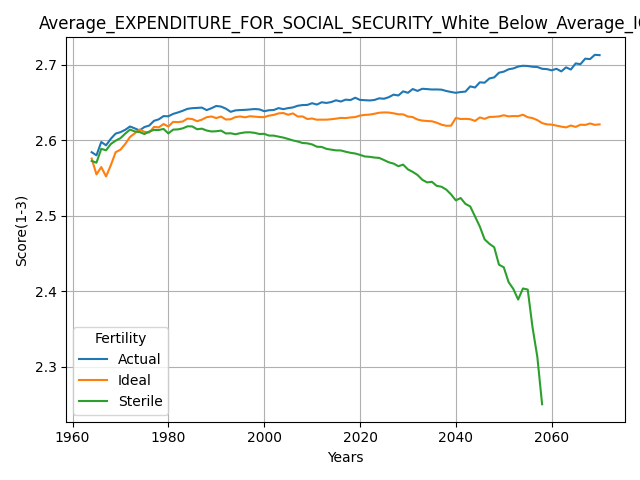 Average_EXPENDITURE_FOR_SOCIAL_SECURITY_White_Below_Average_IQ
2.7
2.6
2.5
2.4
2.3
Score(1-3)
Fertility
Actual
Ideal
Sterile
1960 1980 2000 2020 2040 2060
Years